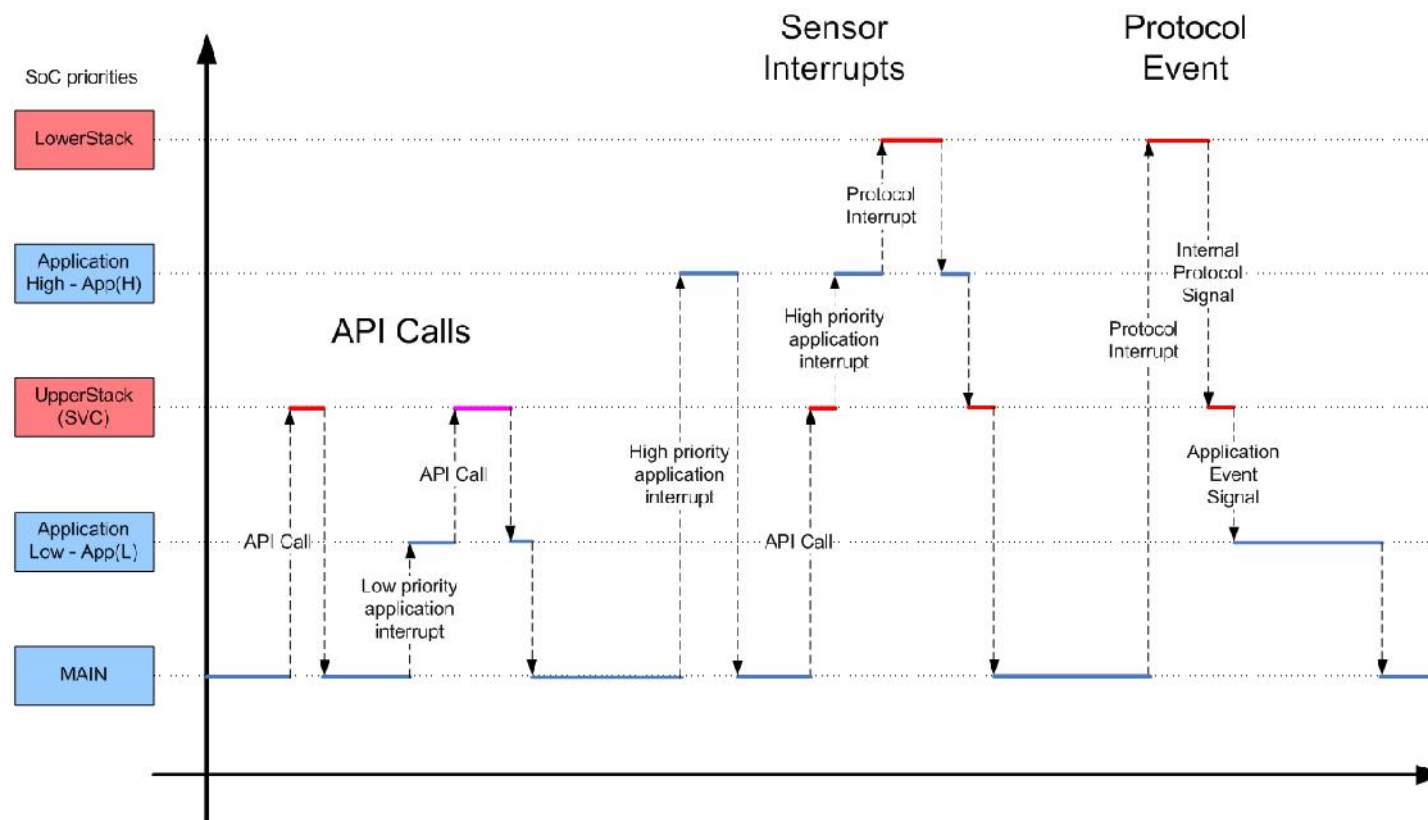 Sensor
Interrupts
Protocol
Event
SoC priorities
LowerStack
Protocol
Interrupt
Application
High - App(H)
Internal
Protocol
Signal
High priority
application
interrupt
Protocol
Interrupt
API Calls
UpperStack
(SVC)
API Call
High priority
application
interrupt
Application
Event
Signal
Application
Low - App(L)
API Call
API Call
Low priority
application
interrupt
MAIN